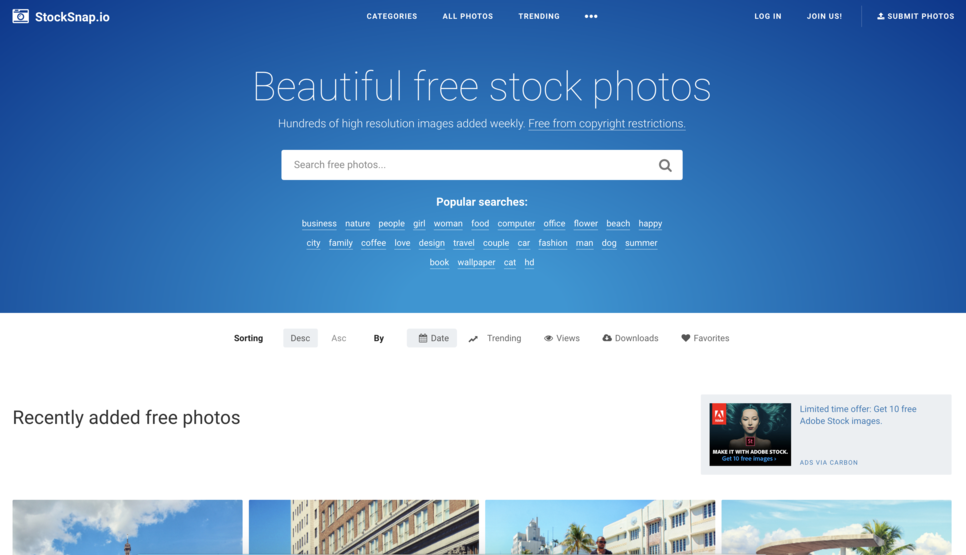 StockSnap.io
CATEGORIES ALL PHOTOS TRENDING •••
LOG IN JOIN US! SUBMIT PHOTOS
Beautiful free stock photos
Hundreds of high resolution images added weekly. Free from copyright restrictions.
Search free photos...
Popular searches:
business nature people girl woman food computer office flower beach happy
city family coffee love design travel couple car fashion man dog summer
book wallpaper cat hd
Sorting Desc Asc By Date Trending Views Downloads Favorites
Recently added free photos
Adobe
St
MAKE IT WITH ADOBE STOCK.
Get 10 free images ›
Limited time offer: Get 10 free
Adobe Stock images.
ADS VIA CARBON